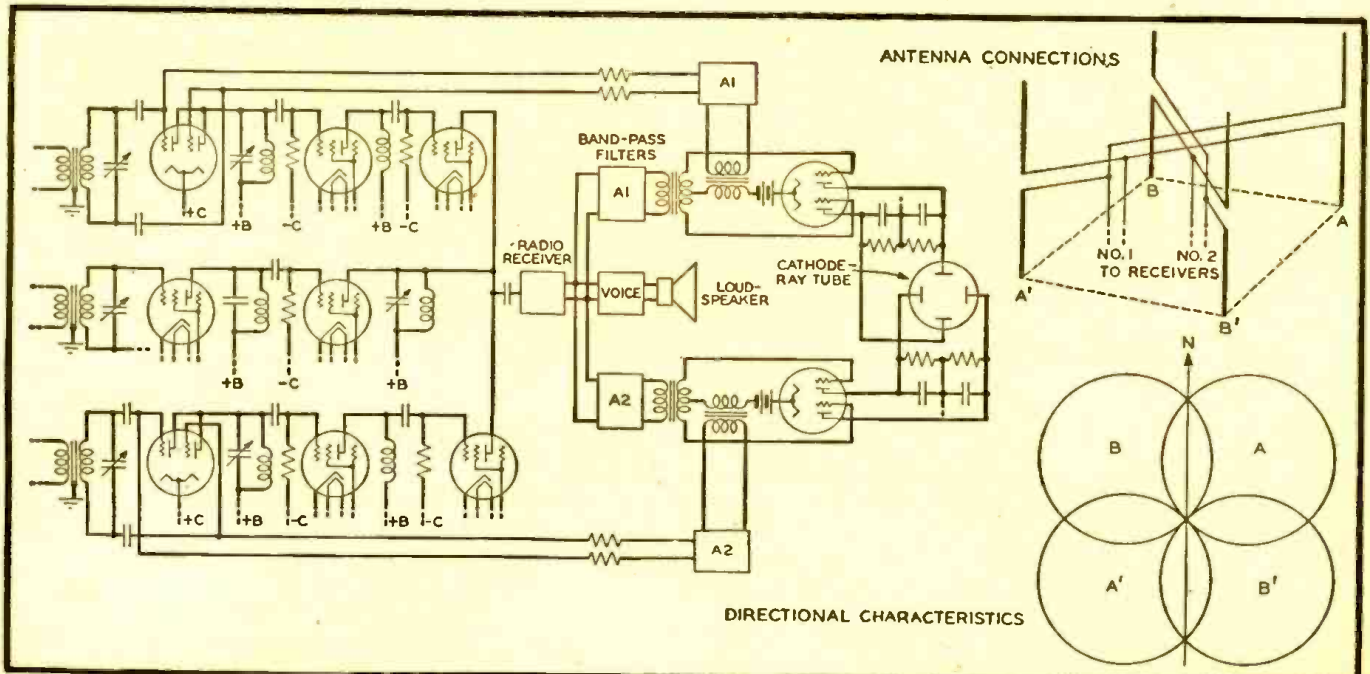 A1
ANTENNA CONNECTIONS
BAND-PASS
FILTERS
A1
+C
+B
-C
+B
-C
RADIO
RECEIVER
VOICE
LOUD-
SPEAKER
CATHODE-
RAY TUBE
+B
-C
+B
A2
+C
+B
-C
+B
-C
A2
B
A
NO.1
NO.2
TO RECEIVERS
A'
B'
N
B
A
A'
B'
DIRECTIONAL CHARACTERISTICS